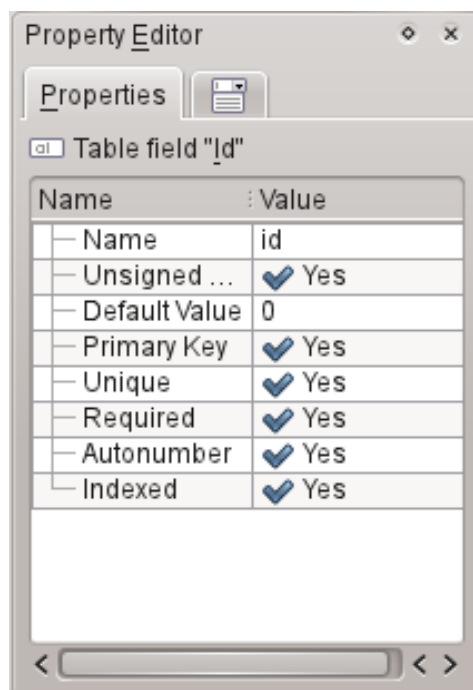 Property Editor
Properties
Table field "Id"
Name Value
Name id
Unsigned ... Yes
Default Value 0
Primary Key Yes
Unique Yes
Required Yes
Autonumber Yes
Indexed Yes